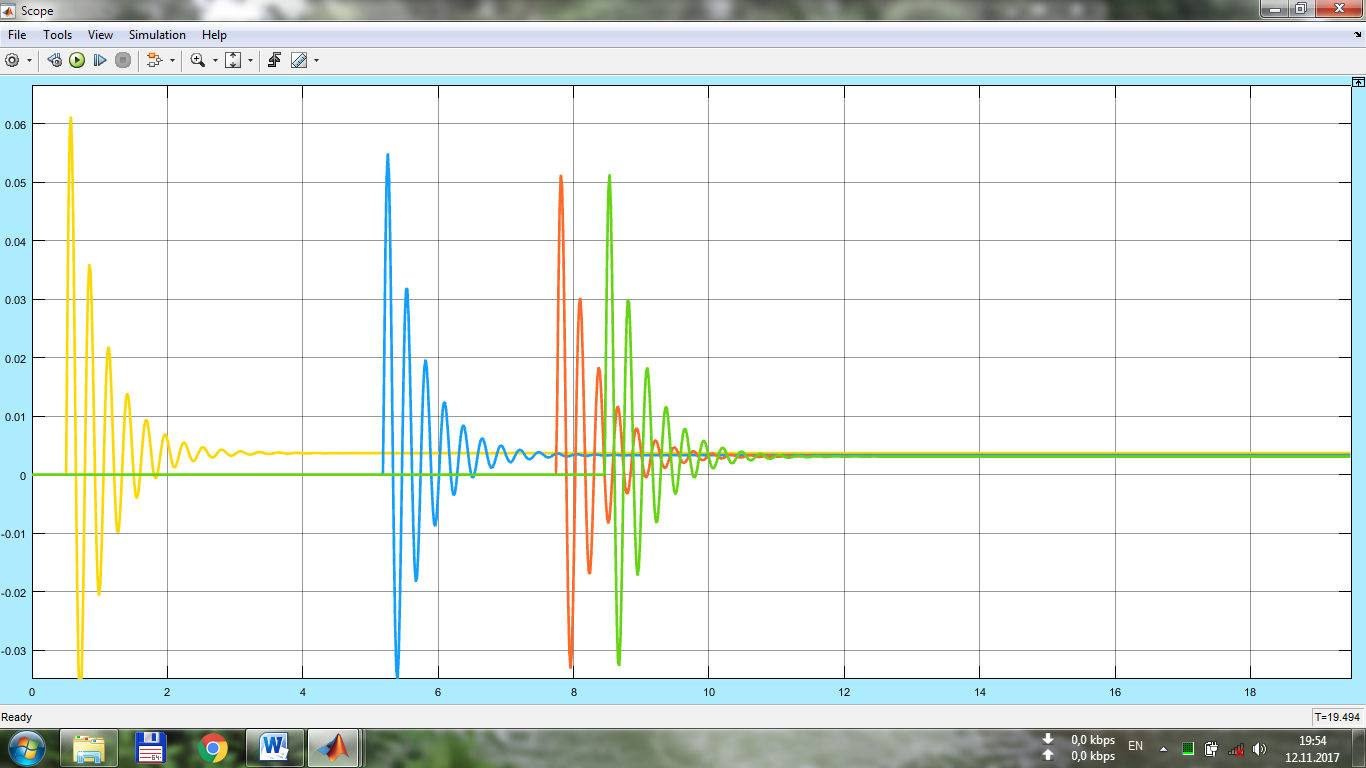 Scope
File Tools View Simulation Help
0.06
0.05
0.04
0.03
0.02
0.01
0
-0.01
-0.02
-0.03
0 2 4 6 8 10 12 14 16 18
Ready T=19.494
64
W
0,0 kbps EN 19:54
0,0 kbps 12.11.2017